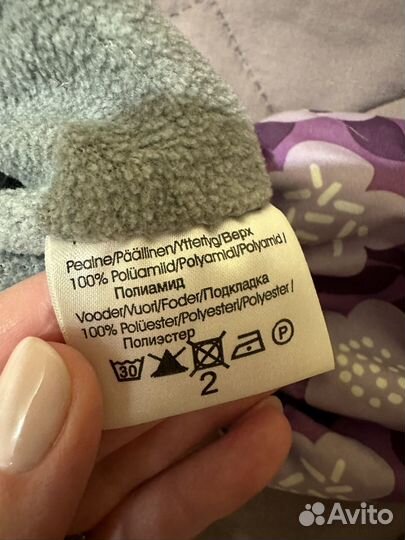 Pealne/Päällinen/Yttertyg/Верх
100% Polüamiid/Polyamidi/Polyamid/
Полиамид
Vooder/Vuori/Foder/Подкладка
100% Polüester/Polyesteri/Polyester/
Полиэстер
30 P
2
Avito